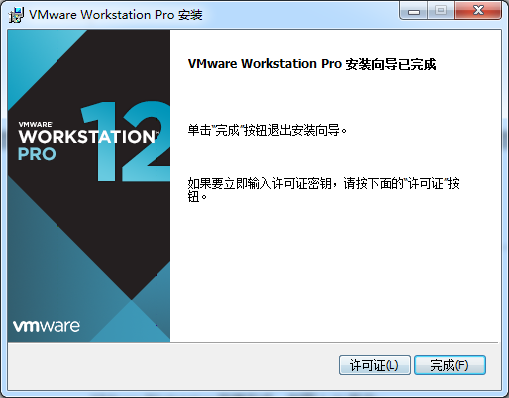 VMware Workstation Pro 安装
VMware Workstation Pro 安装向导已完成
VMWARE
WORKSTATION
PRO
12
单击"完成"按钮退出安装向导。
如果要立即输入许可证密钥，请按下面的"许可证"按
钮。
vmware
许可证(L)
完成(F)